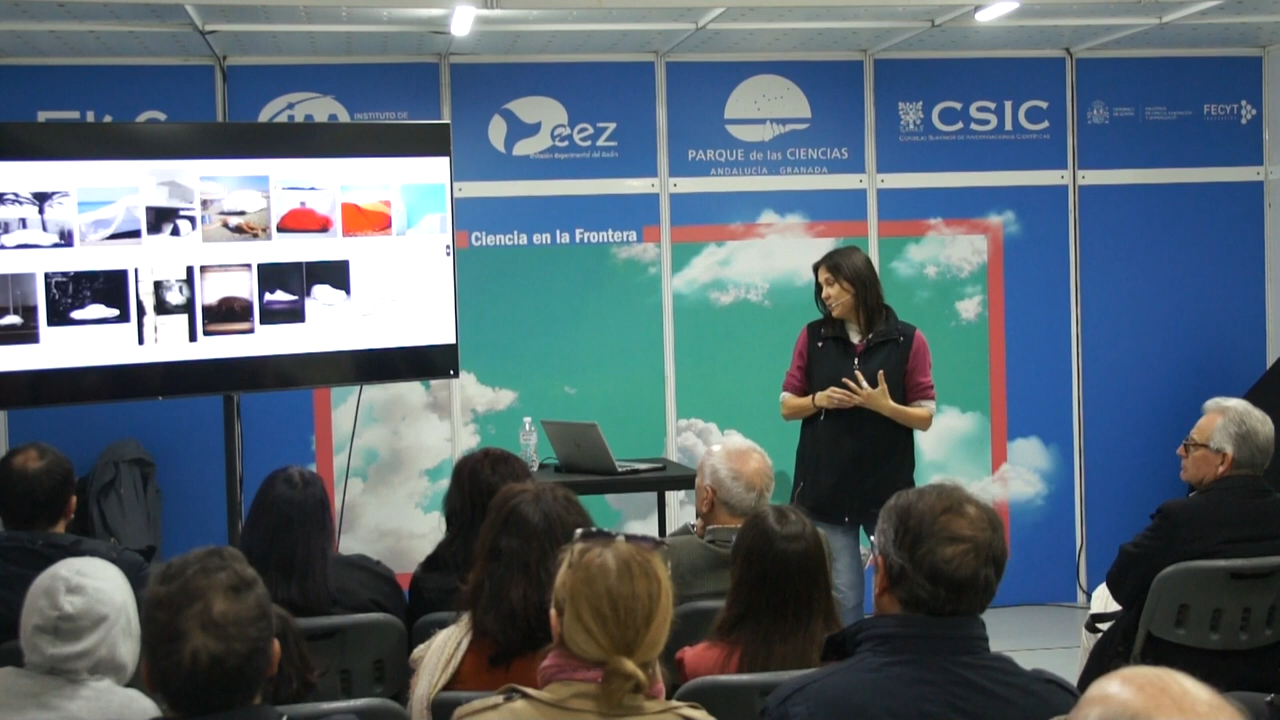 INSTITUTO DE
eez
Estación Experimental del Zaidín
PARQUE de las CIENCIAS
ANDALUCÍA - GRANADA
CSIC
CONSEJO SUPERIOR DE INVESTIGACIONES CIENTÍFICAS
FECYT
Ciencia en la Frontera